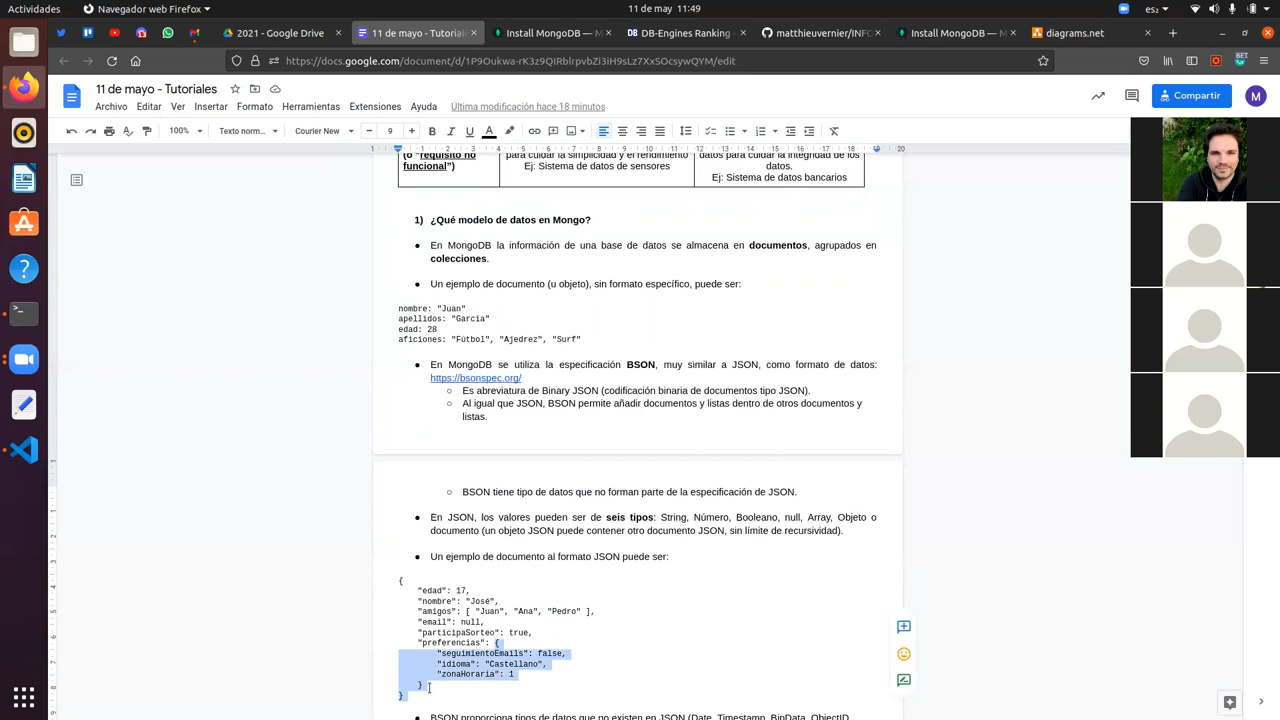 Actividades
Navegador web Firefox
11 de may 11:49
es2
2021 - Google Drive
11 de mayo - Tutoriale
Install MongoDB — M
DB-Engines Ranking -
matthieuvernier/INFO
Install MongoDB — M
diagrams.net
https://docs.google.com/document/d/1P9Oukwa-rK3z9QIRblrpvbZi3iH9sLz7XxSOcsywQYM/edit
BET
11 de mayo - Tutoriales
Archivo Editar Ver Insertar Formato Herramientas Extensiones Ayuda Última modificación hace 18 minutos
Compartir
M
100% Texto norm... Courier New 9
(o "requisito no funcional")
para cuidar la simplicidad y el rendimiento
Ej: Sistema de datos de sensores
datos para cuidar la integridad de los
datos.
Ej: Sistema de datos bancarios
1) ¿Qué modelo de datos en Mongo?
● En MongoDB la información de una base de datos se almacena en documentos, agrupados en
colecciones.
● Un ejemplo de documento (u objeto), sin formato específico, puede ser:
nombre: "Juan"
apellidos: "Garcia"
edad: 28
aficiones: "Fútbol", "Ajedrez", "Surf"
● En MongoDB se utiliza la especificación BSON, muy similar a JSON, como formato de datos:
https://bsonspec.org/
○ Es abreviatura de Binary JSON (codificación binaria de documentos tipo JSON).
○ Al igual que JSON, BSON permite añadir documentos y listas dentro de otros documentos y
listas.
○ BSON tiene tipo de datos que no forman parte de la especificación de JSON.
● En JSON, los valores pueden ser de seis tipos: String, Número, Booleano, null, Array, Objeto o
documento (un objeto JSON puede contener otro documento JSON, sin límite de recursividad).
● Un ejemplo de documento al formato JSON puede ser:
{
"edad": 17,
"nombre": "José",
"amigos": [ "Juan", "Ana", "Pedro" ],
"email": null,
"participaSorteo": true,
"preferencias": {
"seguimientoEmails": false,
"idioma": "Castellano",
"zonaHoraria": 1
}
}
● BSON proporciona tipos de datos que no existen en JSON (Date, Timestamp, BinData, ObjectID,